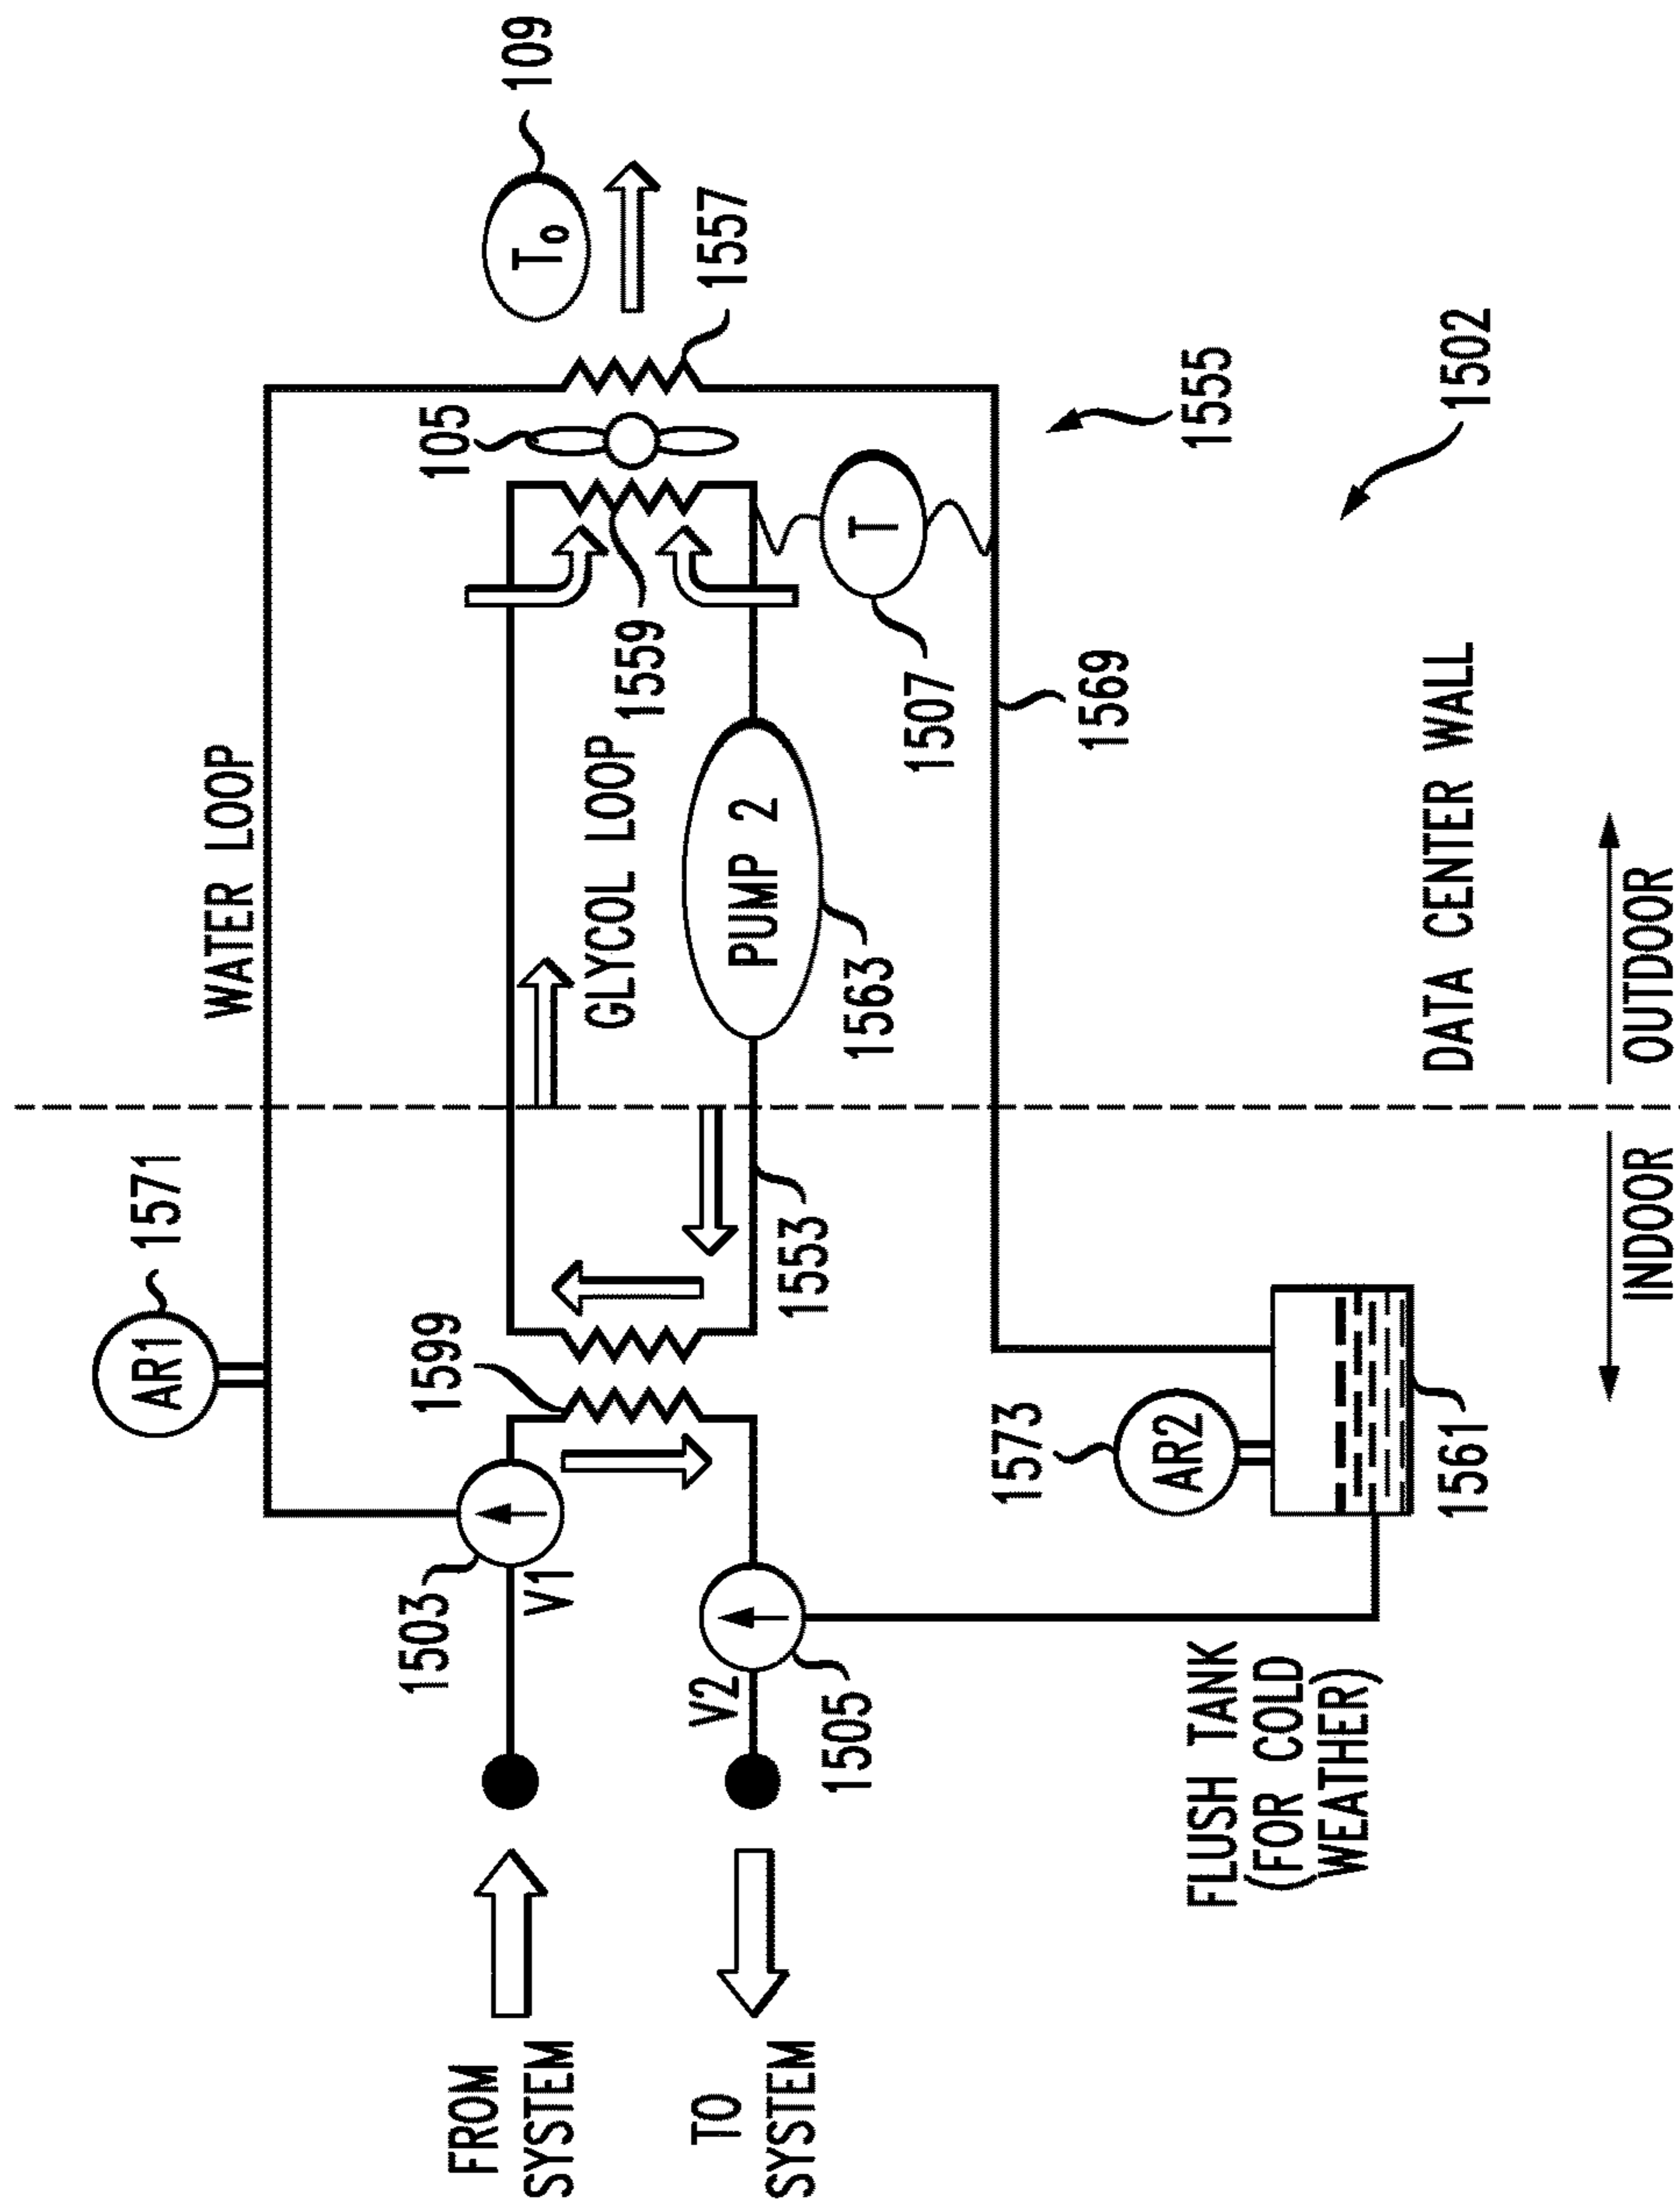 109
T0
1557
105
WATER LOOP
1559
GLYCOL LOOP
PUMP 2
1563
T
1507
1555
1502
1569
DATA CENTER WALL
OUTDOOR
INDOOR
1571
AR1
1599
1553
1503
V1
V2
1505
1573
AR2
1561
FLUSH TANK
(FOR COLD
WEATHER)
FROM
SYSTEM
TO
SYSTEM